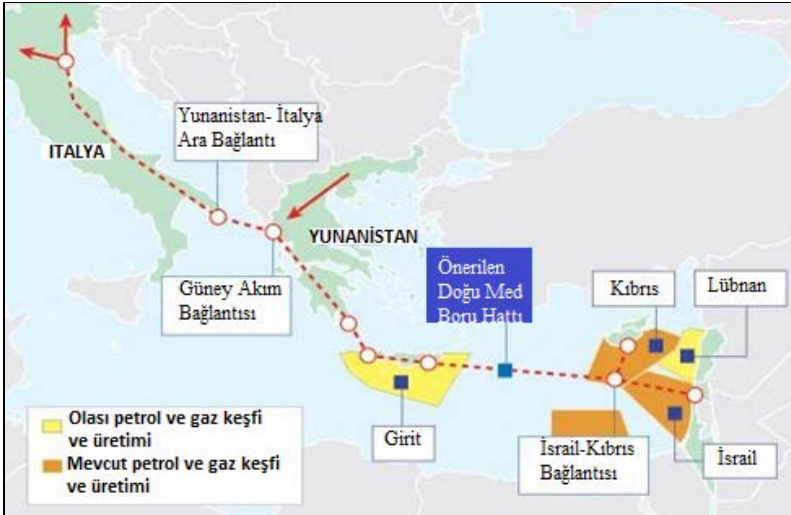 Yunanistan- İtalya
Ara Bağlantı
ITALYA
YUNANİSTAN
Güney Akım
Bağlantısı
Önerilen
Doğu Med
Boru Hattı
Kıbrıs
Lübnan
Girit
İsrail-Kıbrıs
Bağlantısı
İsrail
Olası petrol ve gaz keşfi
ve üretimi
Mevcut petrol ve gaz keşfi
ve üretimi